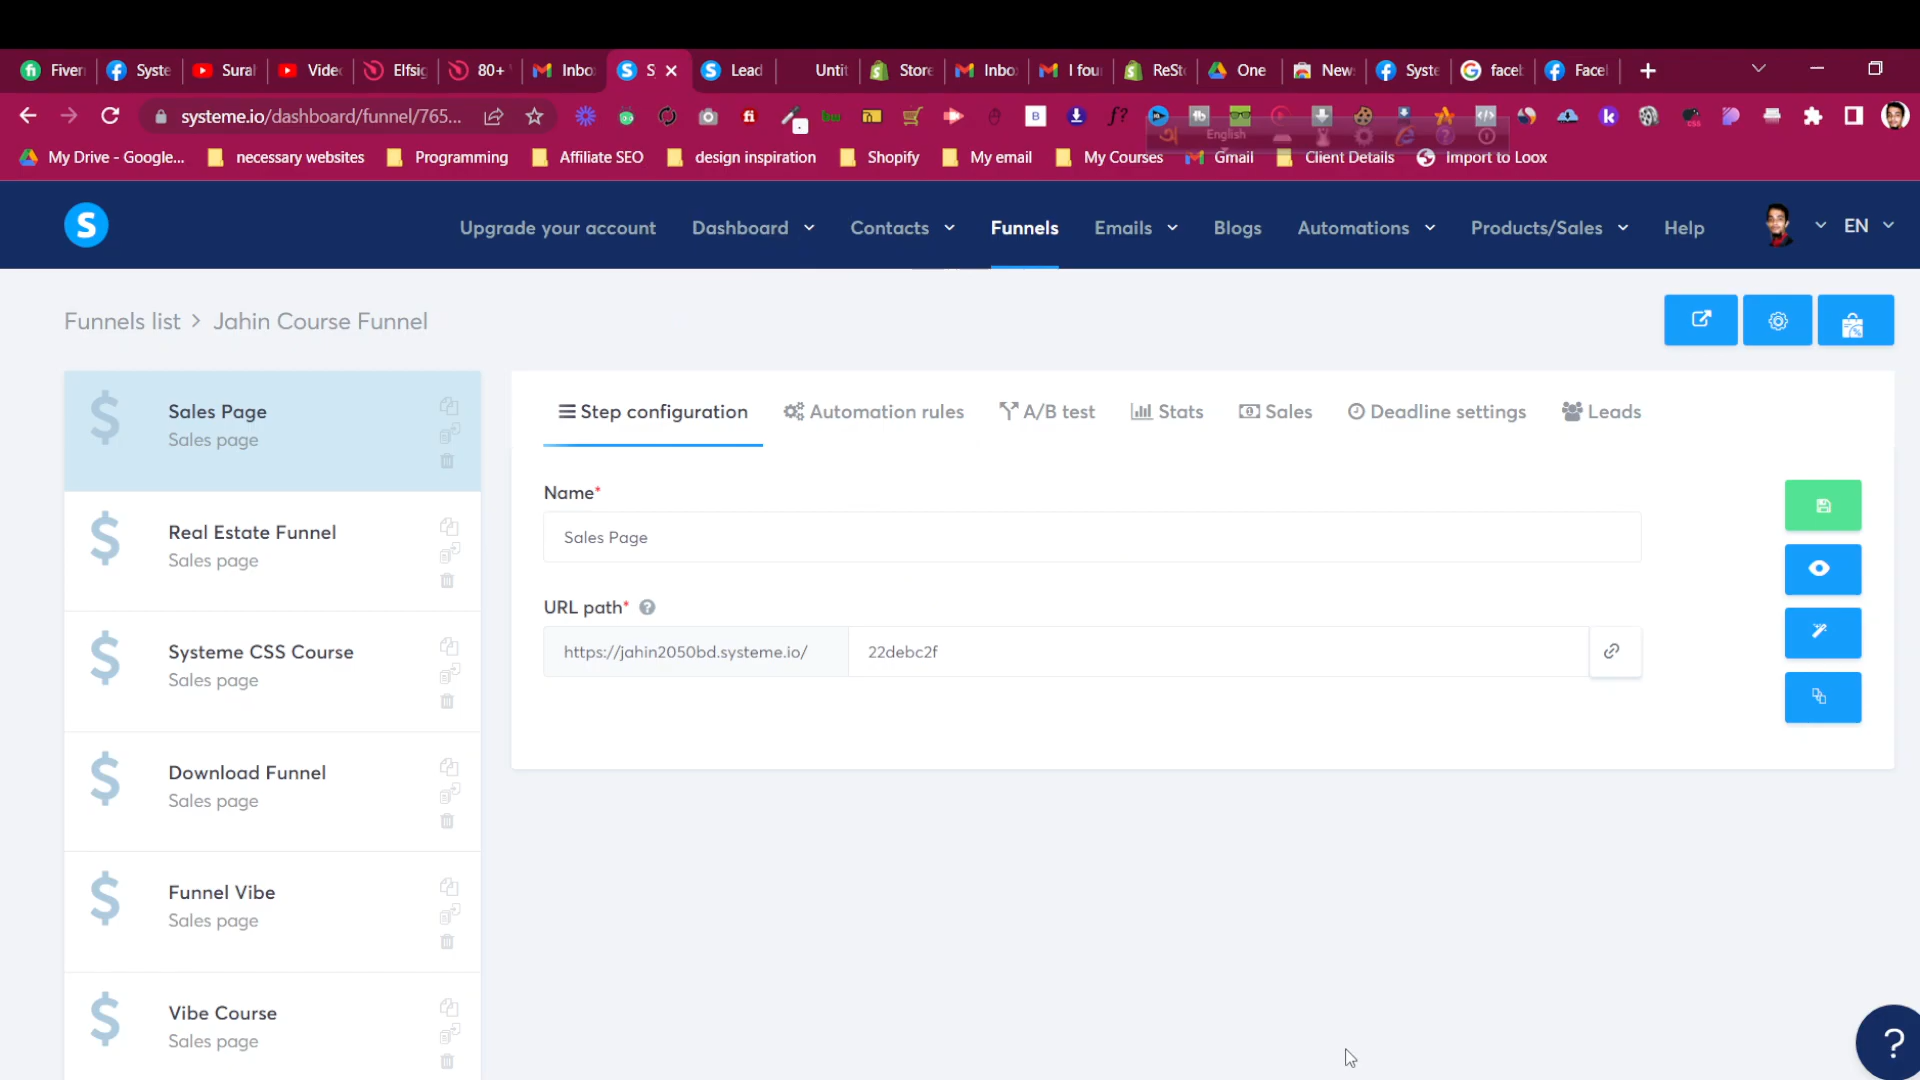 Fiver
Syste
Surah
Vide
Elfsig
80+
Inbo
S
Lead
Untit
Store
Inbo
I fou
ReSt
One
New
Syste
faceb
Facel
systeme.io/dashboard/funnel/765...
English
My Drive - Google...
necessary websites
Programming
Affiliate SEO
design inspiration
Shopify
My email
My Courses
Gmail
Client Details
Import to Loox
S
Upgrade your account
Dashboard
Contacts
Funnels
Emails
Blogs
Automations
Products/Sales
Help
EN
Funnels list > Jahin Course Funnel
Sales Page
Sales page
Real Estate Funnel
Sales page
Systeme CSS Course
Sales page
Download Funnel
Sales page
Funnel Vibe
Sales page
Vibe Course
Sales page
Step configuration
Automation rules
A/B test
Stats
Sales
Deadline settings
Leads
Name*
Sales Page
URL path* ?
https://jahin2050bd.systeme.io/
22debc2f
?